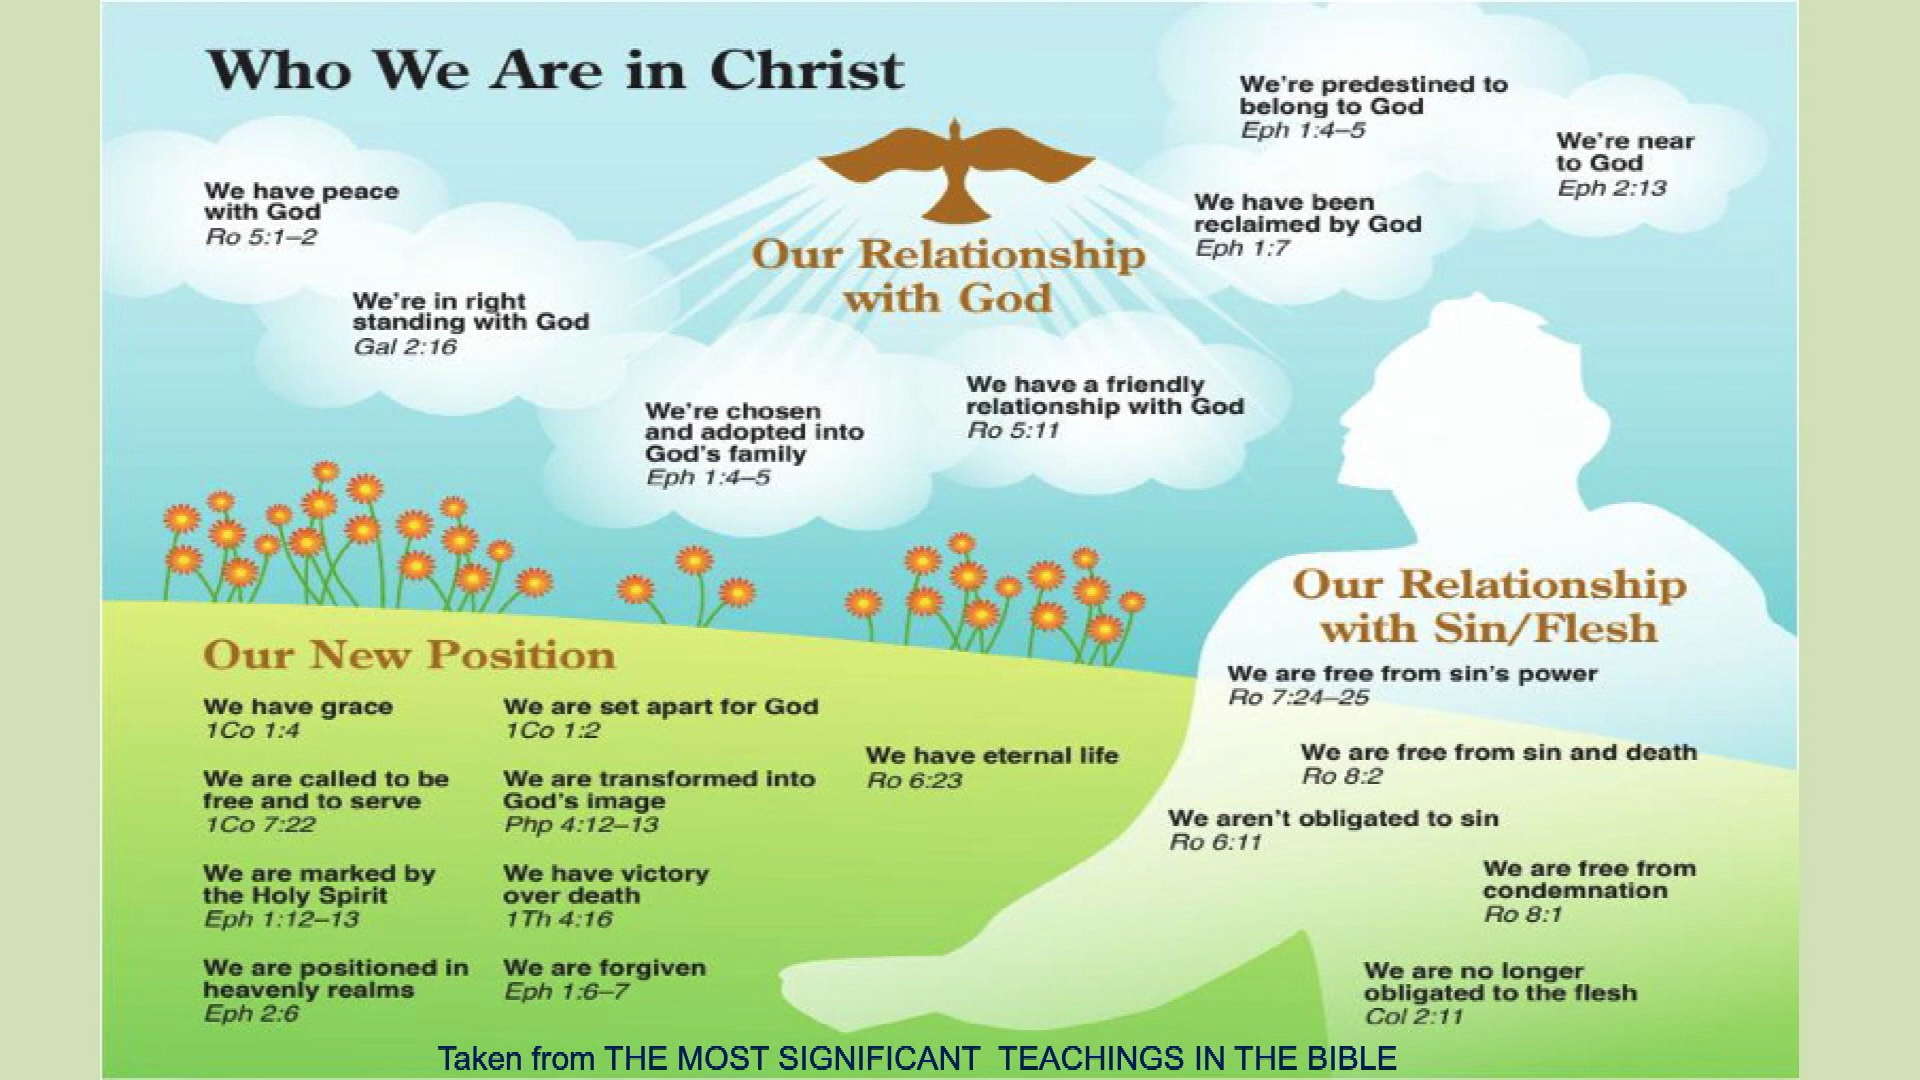 Who We Are in Christ
We have peace
with God
Ro 5:1–2
We're in right
standing with God
Gal 2:16
Our Relationship
with God
We're chosen
and adopted into
God's family
Eph 1:4–5
We have a friendly
relationship with God
Ro 5:11
We're predestined to
belong to God
Eph 1:4–5
We have been
reclaimed by God
Eph 1:7
We're near
to God
Eph 2:13
Our New Position
We have grace
1Co 1:4
We are called to be
free and to serve
1Co 7:22
We are marked by
the Holy Spirit
Eph 1:12–13
We are positioned in
heavenly realms
Eph 2:6
We are set apart for God
1Co 1:2
We are transformed into
God's image
Php 4:12–13
We have victory
over death
1Th 4:16
We are forgiven
Eph 1:6–7
We have eternal life
Ro 6:23
Our Relationship
with Sin/Flesh
We are free from sin's power
Ro 7:24–25
We are free from sin and death
Ro 8:2
We aren't obligated to sin
Ro 6:11
We are free from
condemnation
Ro 8:1
We are no longer
obligated to the flesh
Col 2:11
Taken from THE MOST SIGNIFICANT TEACHINGS IN THE BIBLE